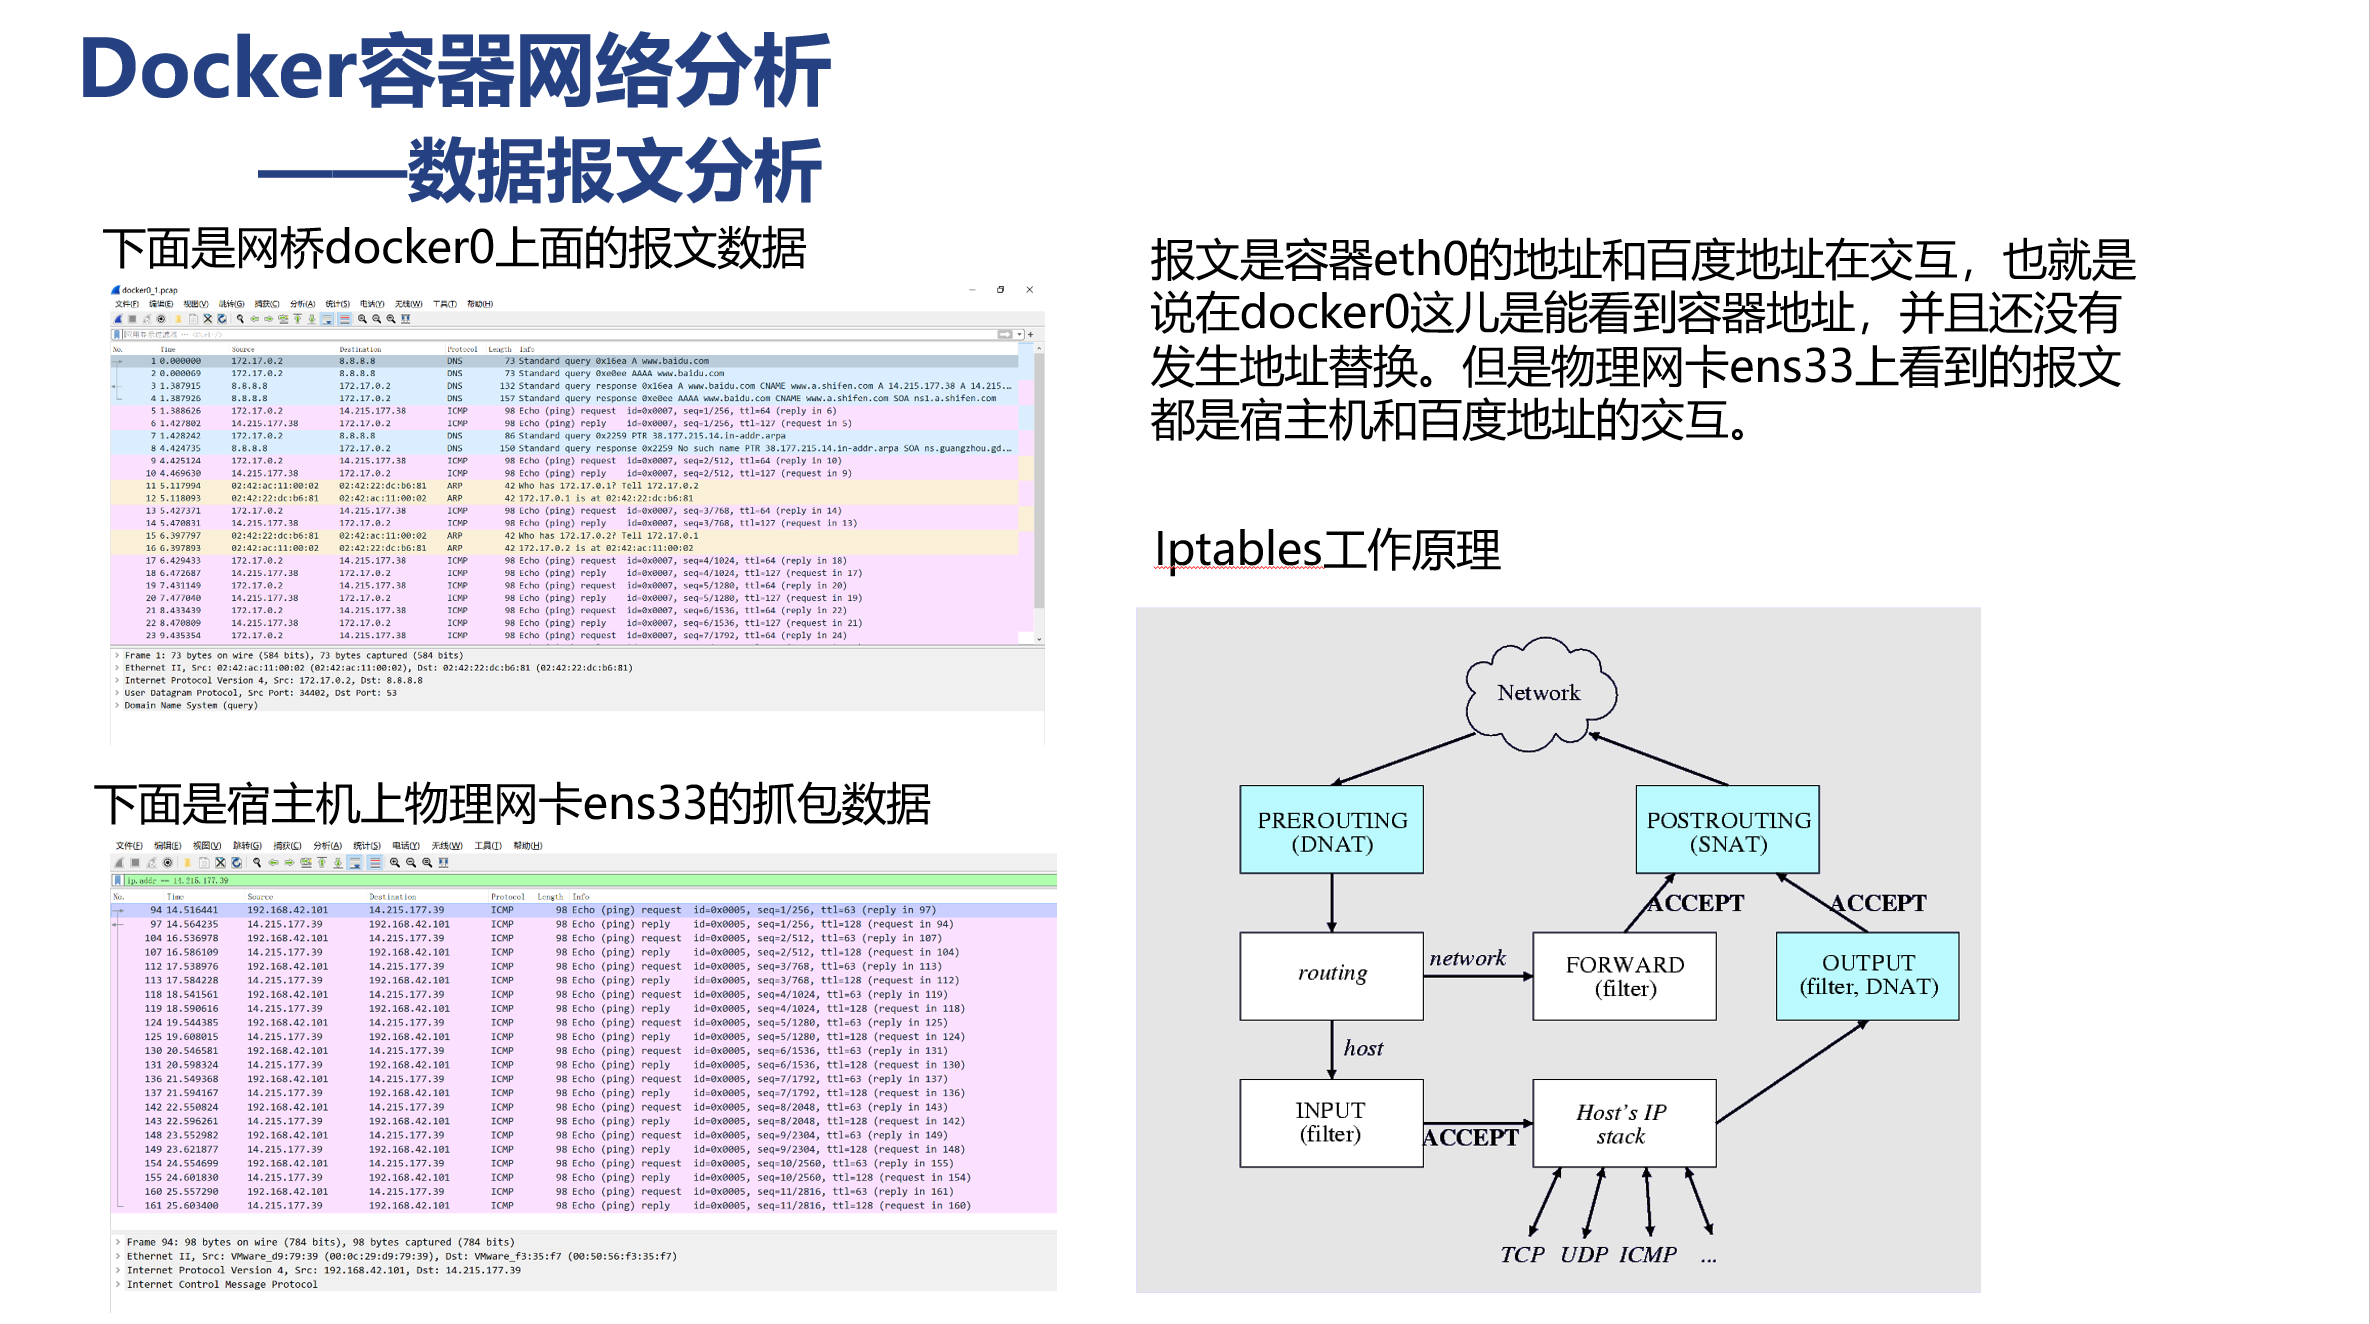 Docker容器网络分析
——数据报文分析
下面是网桥docker0上面的报文数据
docker0_1.pcap
文件(F) 编辑(E) 视图(V) 跳转(G) 捕获(C) 分析(A) 统计(S) 电话(Y) 无线(W) 工具(T) 帮助(H)
No. Time Source Destination Protocol Length Info
1 0.000000 172.17.0.2 8.8.8.8 DNS 73 Standard query 0x16ea A www.baidu.com
2 0.000069 172.17.0.2 8.8.8.8 DNS 73 Standard query 0xe0ee AAAA www.baidu.com
3 1.387915 8.8.8.8 172.17.0.2 DNS 132 Standard query response 0x16ea A www.baidu.com CNAME www.a.shifen.com A 14.215.177.38 A 14.215...
4 1.387926 8.8.8.8 172.17.0.2 DNS 157 Standard query response 0xe0ee AAAA www.baidu.com CNAME www.a.shifen.com SOA ns1.a.shifen.com
5 1.388626 172.17.0.2 14.215.177.38 ICMP 98 Echo (ping) request id=0x0007, seq=1/256, ttl=64 (reply in 6)
6 1.427802 14.215.177.38 172.17.0.2 ICMP 98 Echo (ping) reply id=0x0007, seq=1/256, ttl=127 (request in 5)
7 1.428242 172.17.0.2 8.8.8.8 DNS 86 Standard query 0x2259 PTR 38.177.215.14.in-addr.arpa
8 4.424735 8.8.8.8 172.17.0.2 DNS 150 Standard query response 0x2259 No such name PTR 38.177.215.14.in-addr.arpa SOA ns.guangzhou.gd...
9 4.425124 172.17.0.2 14.215.177.38 ICMP 98 Echo (ping) request id=0x0007, seq=2/512, ttl=64 (reply in 10)
10 4.469630 14.215.177.38 172.17.0.2 ICMP 98 Echo (ping) reply id=0x0007, seq=2/512, ttl=127 (request in 9)
11 5.117994 02:42:ac:11:00:02 02:42:22:dc:b6:81 ARP 42 Who has 172.17.0.1? Tell 172.17.0.2
12 5.118093 02:42:22:dc:b6:81 02:42:ac:11:00:02 ARP 42 172.17.0.1 is at 02:42:22:dc:b6:81
13 5.427371 172.17.0.2 14.215.177.38 ICMP 98 Echo (ping) request id=0x0007, seq=3/768, ttl=64 (reply in 14)
14 5.470831 14.215.177.38 172.17.0.2 ICMP 98 Echo (ping) reply id=0x0007, seq=3/768, ttl=127 (request in 13)
15 6.397797 02:42:22:dc:b6:81 02:42:ac:11:00:02 ARP 42 Who has 172.17.0.2? Tell 172.17.0.1
16 6.397893 02:42:ac:11:00:02 02:42:22:dc:b6:81 ARP 42 172.17.0.2 is at 02:42:ac:11:00:02
17 6.429433 172.17.0.2 14.215.177.38 ICMP 98 Echo (ping) request id=0x0007, seq=4/1024, ttl=64 (reply in 18)
18 6.472687 14.215.177.38 172.17.0.2 ICMP 98 Echo (ping) reply id=0x0007, seq=4/1024, ttl=127 (request in 17)
19 7.431149 172.17.0.2 14.215.177.38 ICMP 98 Echo (ping) request id=0x0007, seq=5/1280, ttl=64 (reply in 20)
20 7.477040 14.215.177.38 172.17.0.2 ICMP 98 Echo (ping) reply id=0x0007, seq=5/1280, ttl=127 (request in 19)
21 8.433439 172.17.0.2 14.215.177.38 ICMP 98 Echo (ping) request id=0x0007, seq=6/1536, ttl=64 (reply in 22)
22 8.470809 14.215.177.38 172.17.0.2 ICMP 98 Echo (ping) reply id=0x0007, seq=6/1536, ttl=127 (request in 21)
23 9.435354 172.17.0.2 14.215.177.38 ICMP 98 Echo (ping) request id=0x0007, seq=7/1792, ttl=64 (reply in 24)
Frame 1: 73 bytes on wire (584 bits), 73 bytes captured (584 bits)
Ethernet II, Src: 02:42:ac:11:00:02 (02:42:ac:11:00:02), Dst: 02:42:22:dc:b6:81 (02:42:22:dc:b6:81)
Internet Protocol Version 4, Src: 172.17.0.2, Dst: 8.8.8.8
User Datagram Protocol, Src Port: 34402, Dst Port: 53
Domain Name System (query)
下面是宿主机上物理网卡ens33的抓包数据
文件(F) 编辑(E) 视图(V) 跳转(G) 捕获(C) 分析(A) 统计(S) 电话(Y) 无线(W) 工具(T) 帮助(H)
ip.addr == 14.215.177.39
No. Time Source Destination Protocol Length Info
94 14.516441 192.168.42.101 14.215.177.39 ICMP 98 Echo (ping) request id=0x0005, seq=1/256, ttl=63 (reply in 97)
97 14.564235 14.215.177.39 192.168.42.101 ICMP 98 Echo (ping) reply id=0x0005, seq=1/256, ttl=128 (request in 94)
104 16.536978 192.168.42.101 14.215.177.39 ICMP 98 Echo (ping) request id=0x0005, seq=2/512, ttl=63 (reply in 107)
107 16.586109 14.215.177.39 192.168.42.101 ICMP 98 Echo (ping) reply id=0x0005, seq=2/512, ttl=128 (request in 104)
112 17.538976 192.168.42.101 14.215.177.39 ICMP 98 Echo (ping) request id=0x0005, seq=3/768, ttl=63 (reply in 113)
113 17.584228 14.215.177.39 192.168.42.101 ICMP 98 Echo (ping) reply id=0x0005, seq=3/768, ttl=128 (request in 112)
118 18.541561 192.168.42.101 14.215.177.39 ICMP 98 Echo (ping) request id=0x0005, seq=4/1024, ttl=63 (reply in 119)
119 18.590616 14.215.177.39 192.168.42.101 ICMP 98 Echo (ping) reply id=0x0005, seq=4/1024, ttl=128 (request in 118)
124 19.544385 192.168.42.101 14.215.177.39 ICMP 98 Echo (ping) request id=0x0005, seq=5/1280, ttl=63 (reply in 125)
125 19.608015 14.215.177.39 192.168.42.101 ICMP 98 Echo (ping) reply id=0x0005, seq=5/1280, ttl=128 (request in 124)
130 20.546581 192.168.42.101 14.215.177.39 ICMP 98 Echo (ping) request id=0x0005, seq=6/1536, ttl=63 (reply in 131)
131 20.598324 14.215.177.39 192.168.42.101 ICMP 98 Echo (ping) reply id=0x0005, seq=6/1536, ttl=128 (request in 130)
136 21.549368 192.168.42.101 14.215.177.39 ICMP 98 Echo (ping) request id=0x0005, seq=7/1792, ttl=63 (reply in 137)
137 21.594167 14.215.177.39 192.168.42.101 ICMP 98 Echo (ping) reply id=0x0005, seq=7/1792, ttl=128 (request in 136)
142 22.550824 192.168.42.101 14.215.177.39 ICMP 98 Echo (ping) request id=0x0005, seq=8/2048, ttl=63 (reply in 143)
143 22.596261 14.215.177.39 192.168.42.101 ICMP 98 Echo (ping) reply id=0x0005, seq=8/2048, ttl=128 (request in 142)
148 23.552982 192.168.42.101 14.215.177.39 ICMP 98 Echo (ping) request id=0x0005, seq=9/2304, ttl=63 (reply in 149)
149 23.621877 14.215.177.39 192.168.42.101 ICMP 98 Echo (ping) reply id=0x0005, seq=9/2304, ttl=128 (request in 148)
154 24.554699 192.168.42.101 14.215.177.39 ICMP 98 Echo (ping) request id=0x0005, seq=10/2560, ttl=63 (reply in 155)
155 24.601830 14.215.177.39 192.168.42.101 ICMP 98 Echo (ping) reply id=0x0005, seq=10/2560, ttl=128 (request in 154)
160 25.557290 192.168.42.101 14.215.177.39 ICMP 98 Echo (ping) request id=0x0005, seq=11/2816, ttl=63 (reply in 161)
161 25.603400 14.215.177.39 192.168.42.101 ICMP 98 Echo (ping) reply id=0x0005, seq=11/2816, ttl=128 (request in 160)
Frame 94: 98 bytes on wire (784 bits), 98 bytes captured (784 bits)
Ethernet II, Src: VMware_d9:79:39 (00:0c:29:d9:79:39), Dst: VMware_f3:35:f7 (00:50:56:f3:35:f7)
Internet Protocol Version 4, Src: 192.168.42.101, Dst: 14.215.177.39
Internet Control Message Protocol
报文是容器eth0的地址和百度地址在交互，也就是
说在docker0这儿是能看到容器地址，并且还没有
发生地址替换。但是物理网卡ens33上看到的报文
都是宿主机和百度地址的交互。
Iptables工作原理
Network
PREROUTING
(DNAT)
POSTROUTING
(SNAT)
ACCEPT
ACCEPT
routing
network
FORWARD
(filter)
OUTPUT
(filter, DNAT)
host
INPUT
(filter)
ACCEPT
Host's IP
stack
TCP UDP ICMP ...